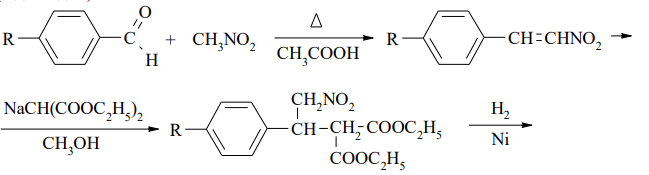 R C O H + CH₃NO₂ Δ CH₃COOH R CH=CHNO₂
NaCH(COOC₂H₅)₂ CH₃OH
R CH₂NO₂
CH–CH₂–COOC₂H₅
COOC₂H₅
H₂ Ni